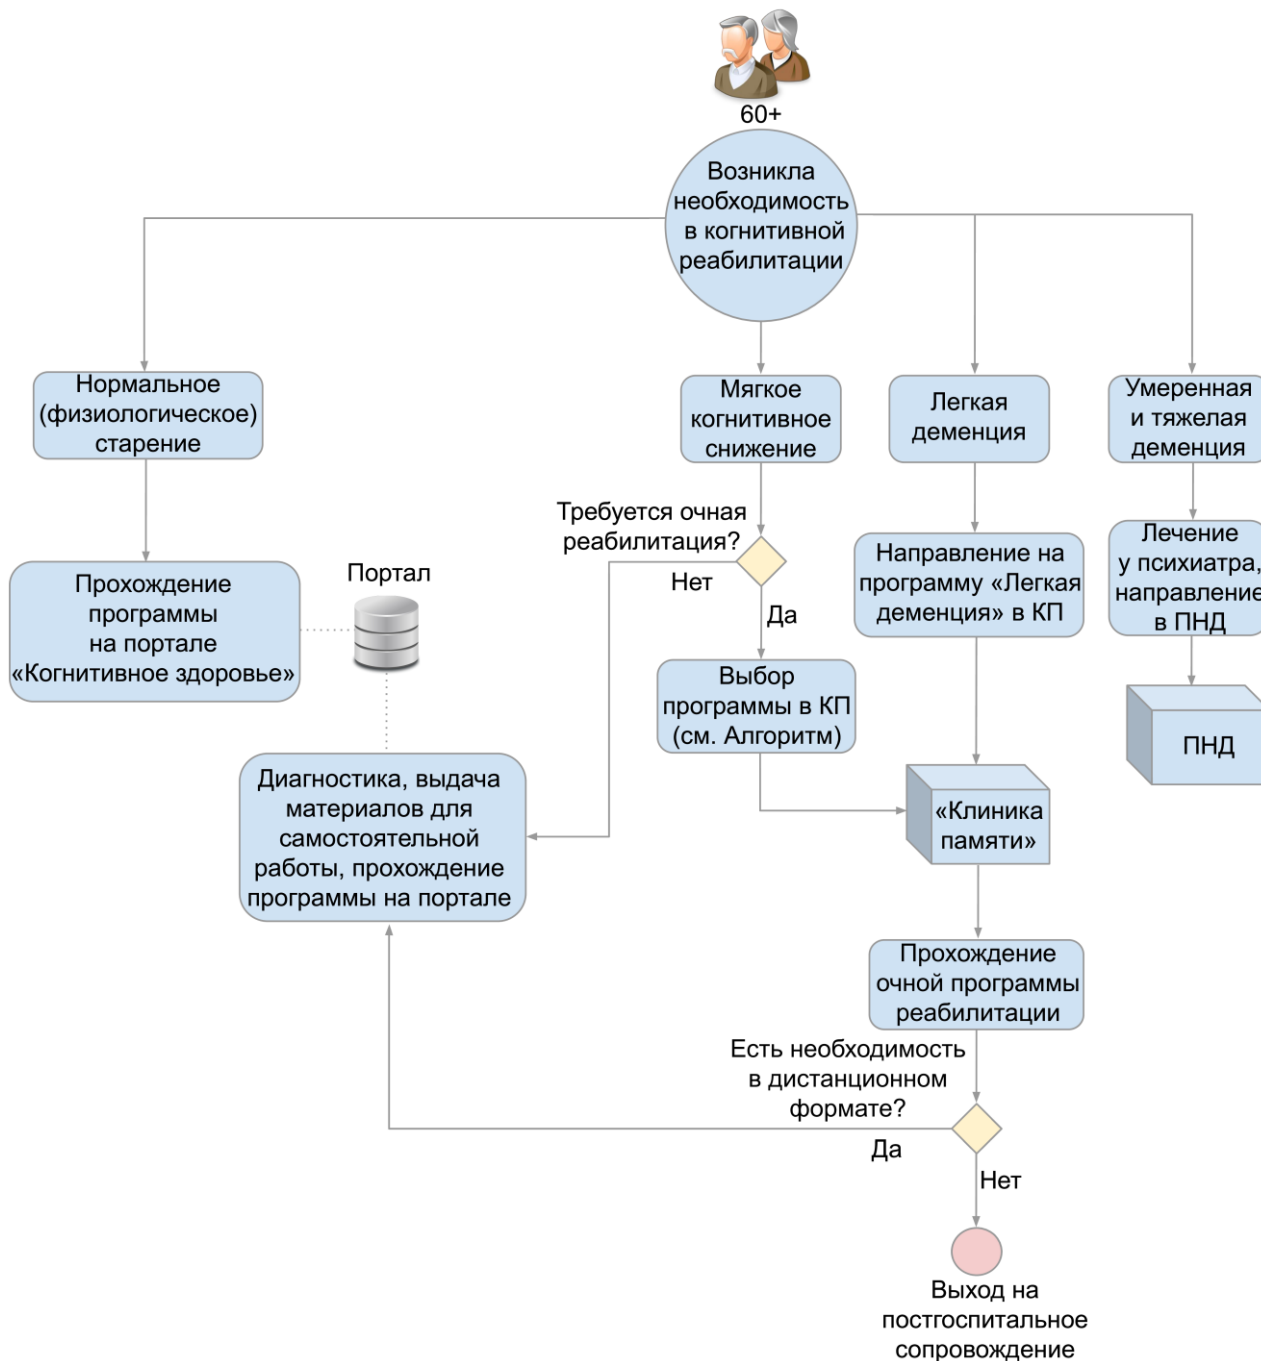 60+
Возникла
необходимость
в когнитивной
реабилитации
Нормальное
(физиологическое)
старение
Мягкое
когнитивное
снижение
Легкая
деменция
Умеренная
и тяжелая
деменция
Прохождение
программы
на портале
«Когнитивное здоровье»
Портал
Требуется очная
реабилитация?
Нет
Да
Направление на
программу «Легкая
деменция» в КП
Лечение
у психиатра,
направление
в ПНД
Выбор
программы в КП
(см. Алгоритм)
ПНД
Диагностика, выдача
материалов для
самостоятельной
работы, прохождение
программы на портале
«Клиника
памяти»
Прохождение
очной программы
реабилитации
Есть необходимость
в дистанционном
формате?
Да
Нет
Выход на
постгоспитальное
сопровождение